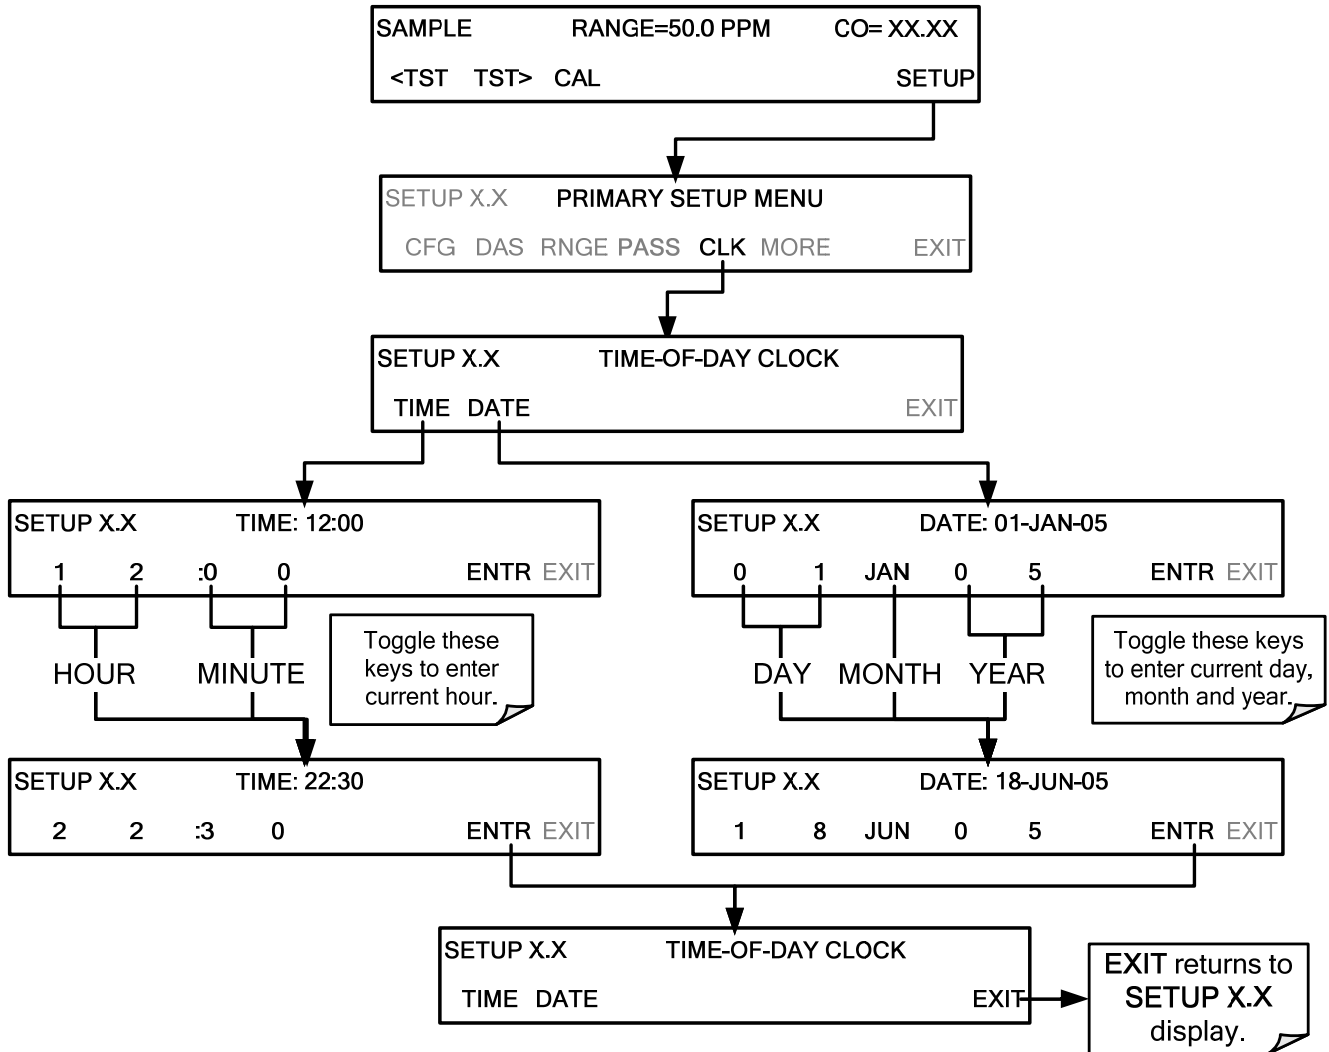 SAMPLE RANGE=50.0 PPM CO= XX.XX
<TST TST> CAL SETUP
SETUP X.X PRIMARY SETUP MENU
CFG DAS RNGE PASS CLK MORE EXIT
SETUP X.X TIME-OF-DAY CLOCK
TIME DATE EXIT
SETUP X.X TIME: 12:00
1 2 :0 0 ENTR EXIT
HOUR MINUTE
Toggle these
keys to enter
current hour.
SETUP X.X DATE: 01-JAN-05
0 1 JAN 0 5 ENTR EXIT
DAY MONTH YEAR
Toggle these keys
to enter current day,
month and year.
SETUP X.X TIME: 22:30
2 2 :3 0 ENTR EXIT
SETUP X.X DATE: 18-JUN-05
1 8 JUN 0 5 ENTR EXIT
SETUP X.X TIME-OF-DAY CLOCK
TIME DATE EXIT
EXIT returns to
SETUP X.X
display.